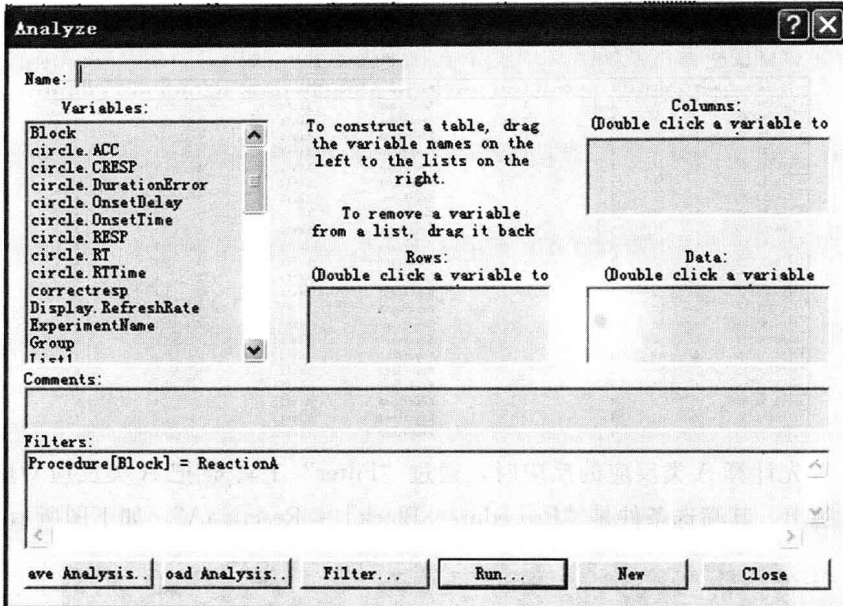 Analyze
Name:
Variables:
Block
circle.ACC
circle.CRESP
circle.DurationError
circle.OnsetDelay
circle.OnsetTime
circle.RESP
circle.RT
circle.RTTime
correctresp
Display.RefreshRate
ExperimentName
Group
To construct a table, drag
the variable names on the
left to the lists on the
right.
To remove a variable
from a list, drag it back
Columns:
(Double click a variable to
Rows:
(Double click a variable to
Data:
(Double click a variable
Comments:
Filters:
Procedure[Block] = ReactionA
ave Analysis..
oad Analysis..
Filter...
Run...
New
Close